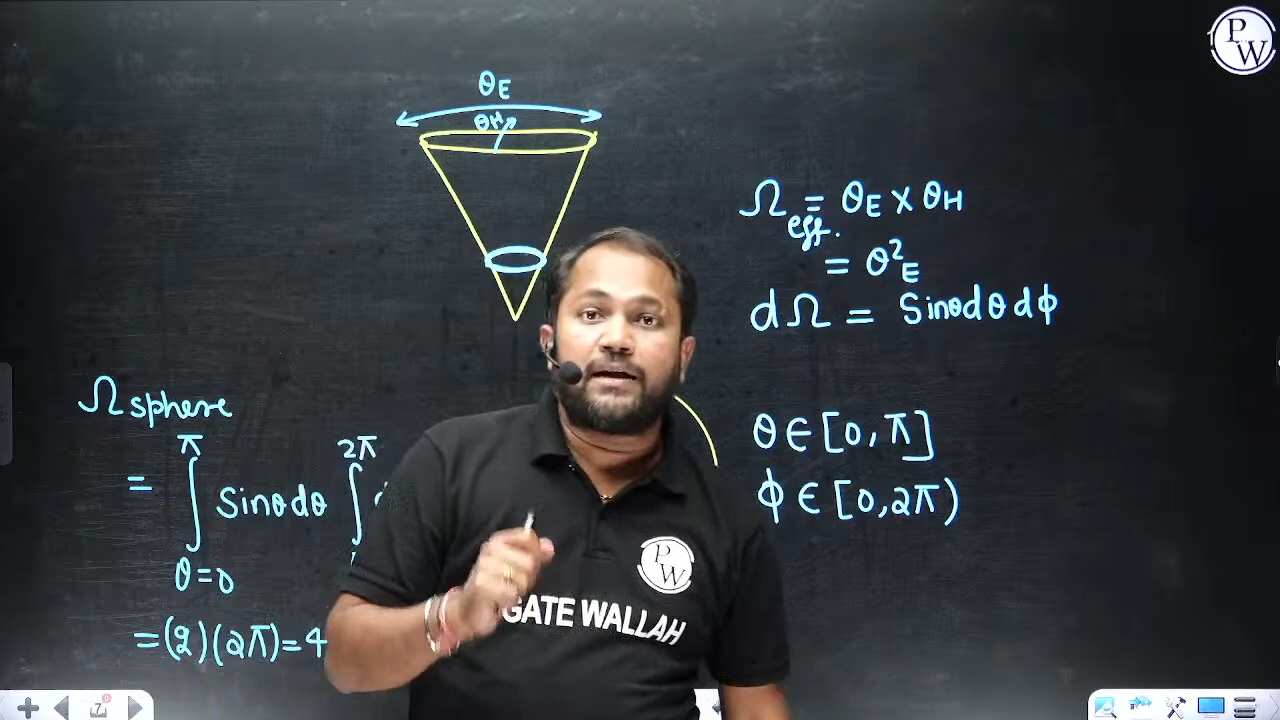 PW
θE
θH
Ωeff. = θE × θH
= θ²E
dΩ = Sinθdθdϕ
Ωsphere
= ∫ π θ=0 Sinθdθ ∫ 2π
= (2)(2π) = 4
θ ∈ [0, π]
ϕ ∈ [0, 2π)
PW
GATE WALLAH
7